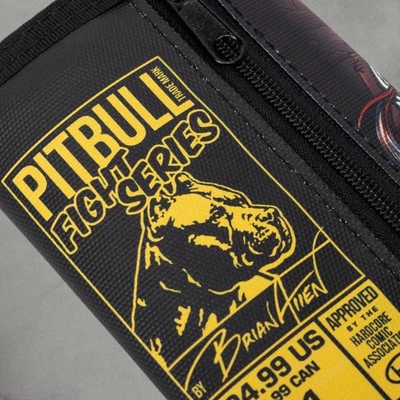 PITBULL
TRADE MARK
FIGHT
SERIES
BY Brian Allen
4.99 US
99 CAN
APPROVED
BY THE
HARDCORE
COMIC